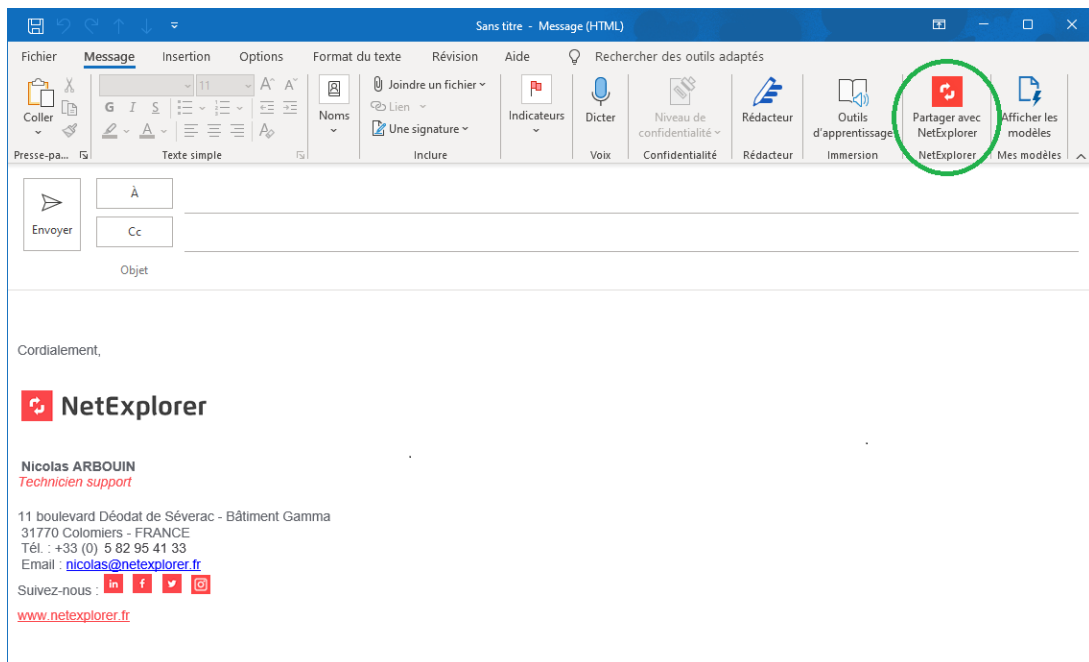 Sans titre - Message (HTML)
Fichier Message Insertion Options Format du texte Révision Aide Rechercher des outils adaptés
Coller
11
G I S
A A
Noms
Joindre un fichier
Lien
Une signature
Indicateurs
Dicter
Niveau de
confidentialité
Rédacteur
Outils
d'apprentissage
Partager avec
NetExplorer
Afficher les
modèles
Presse-pa... Texte simple Inclure Voix Confidentialité Rédacteur Immersion NetExplorer Mes modèles
Envoyer
À
Cc
Objet
Cordialement,
NetExplorer
Nicolas ARBOUIN
Technicien support
11 boulevard Déodat de Séverac - Bâtiment Gamma
31770 Colomiers - FRANCE
Tél. : +33 (0) 5 82 95 41 33
Email : nicolas@netexplorer.fr
Suivez-nous : in f
www.netexplorer.fr